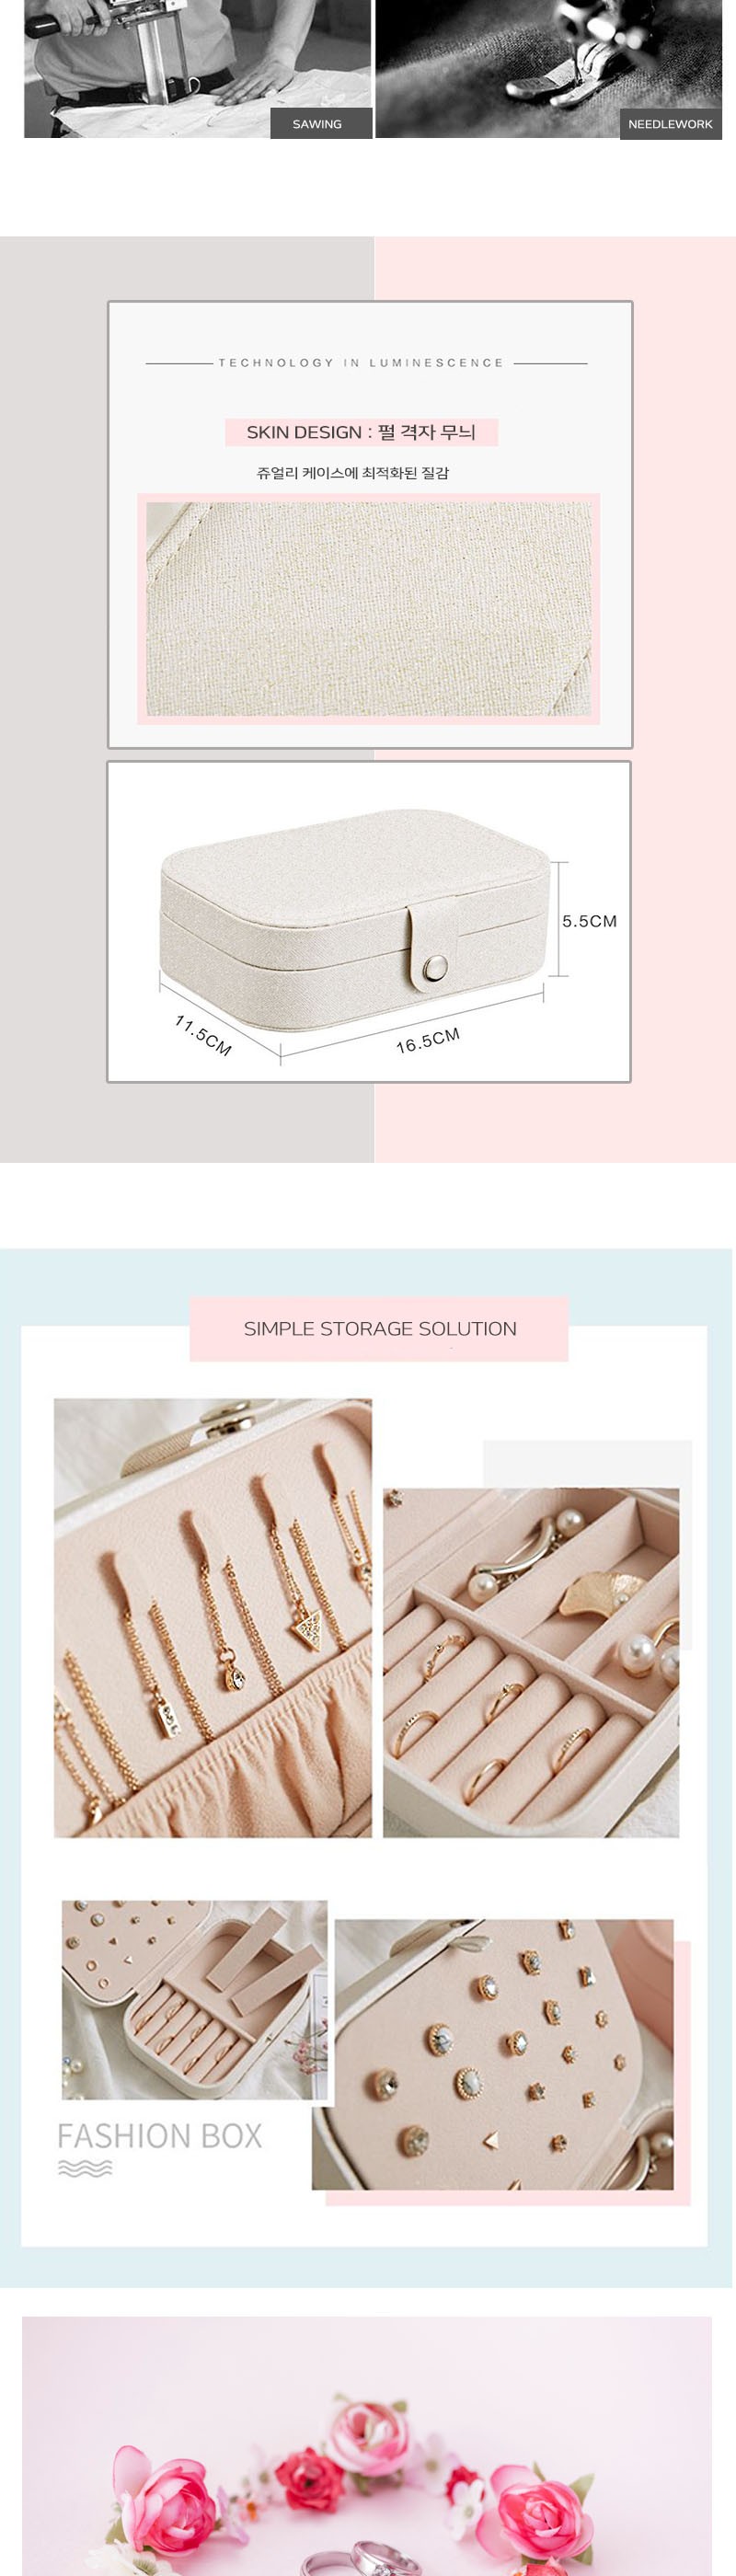 SAWING
NEEDLEWORK
TECHNOLOGY IN LUMINESCENCE
SKIN DESIGN : 펄 격자 무늬
쥬얼리 케이스에 최적화된 질감
5.5CM
11.5CM
16.5CM
SIMPLE STORAGE SOLUTION
FASHION BOX